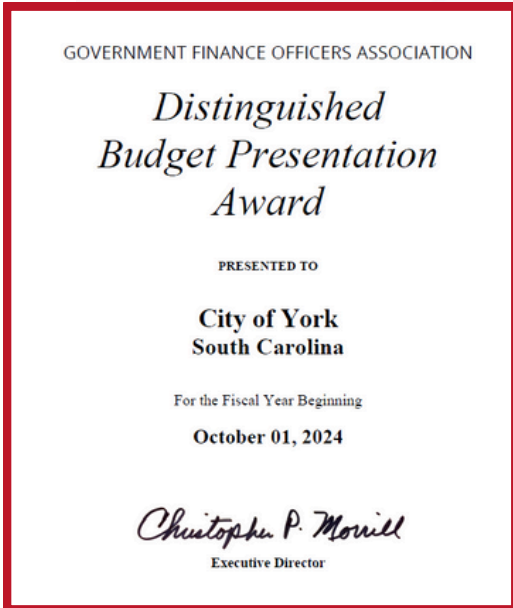 GOVERNMENT FINANCE OFFICERS ASSOCIATION
Distinguished
Budget Presentation
Award
PRESENTED TO
City of York
South Carolina
For the Fiscal Year Beginning
October 01, 2024
Christopher P. Morrill
Executive Director